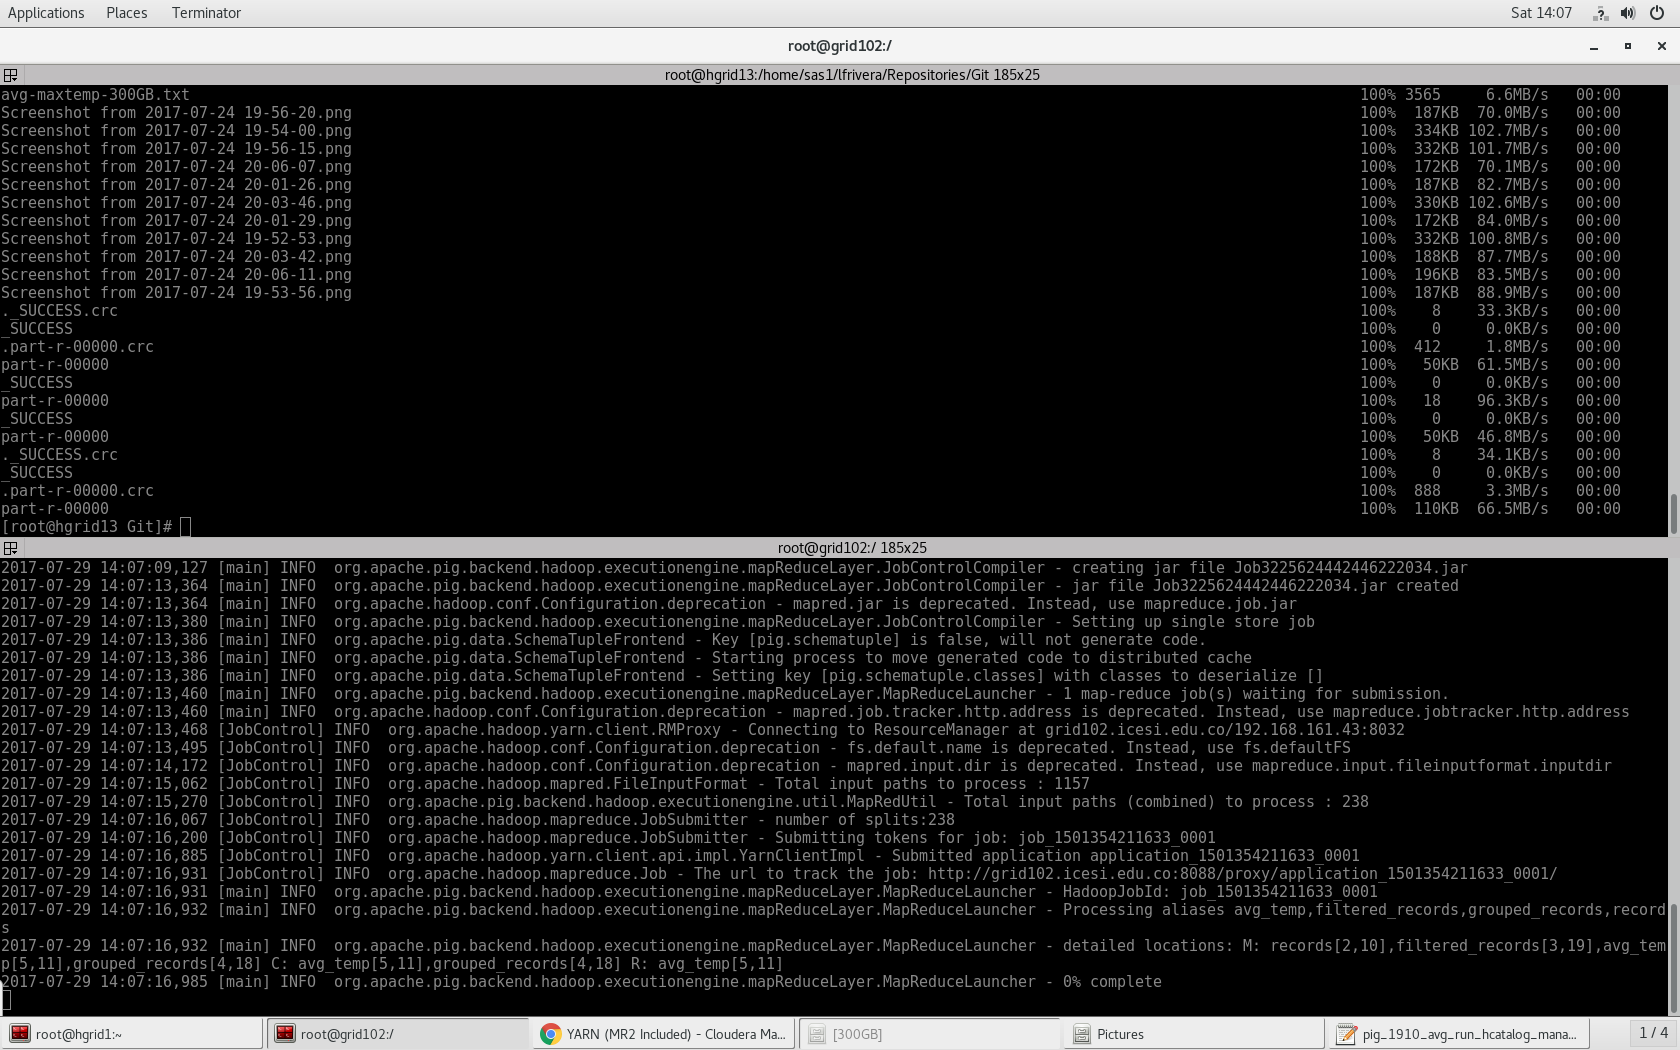 Applications Places Terminator Sat 14:07
root@grid102:/
root@hgrid13:/home/sas1/lfrivera/Repositories/Git 185x25
avg-maxtemp-300GB.txt 100% 3565 6.6MB/s 00:00
Screenshot from 2017-07-24 19-56-20.png 100% 187KB 70.0MB/s 00:00
Screenshot from 2017-07-24 19-54-00.png 100% 334KB 102.7MB/s 00:00
Screenshot from 2017-07-24 19-56-15.png 100% 332KB 101.7MB/s 00:00
Screenshot from 2017-07-24 20-06-07.png 100% 172KB 70.1MB/s 00:00
Screenshot from 2017-07-24 20-01-26.png 100% 187KB 82.7MB/s 00:00
Screenshot from 2017-07-24 20-03-46.png 100% 330KB 102.6MB/s 00:00
Screenshot from 2017-07-24 20-01-29.png 100% 172KB 84.0MB/s 00:00
Screenshot from 2017-07-24 19-52-53.png 100% 332KB 100.8MB/s 00:00
Screenshot from 2017-07-24 20-03-42.png 100% 188KB 87.7MB/s 00:00
Screenshot from 2017-07-24 20-06-11.png 100% 196KB 83.5MB/s 00:00
Screenshot from 2017-07-24 19-53-56.png 100% 187KB 88.9MB/s 00:00
._SUCCESS.crc 100% 8 33.3KB/s 00:00
_SUCCESS 100% 0 0.0KB/s 00:00
.part-r-00000.crc 100% 412 1.8MB/s 00:00
part-r-00000 100% 50KB 61.5MB/s 00:00
_SUCCESS 100% 0 0.0KB/s 00:00
part-r-00000 100% 18 96.3KB/s 00:00
_SUCCESS 100% 0 0.0KB/s 00:00
part-r-00000 100% 50KB 46.8MB/s 00:00
._SUCCESS.crc 100% 8 34.1KB/s 00:00
_SUCCESS 100% 0 0.0KB/s 00:00
.part-r-00000.crc 100% 888 3.3MB/s 00:00
part-r-00000 100% 110KB 66.5MB/s 00:00
[root@hgrid13 Git]#
root@grid102:/ 185x25
2017-07-29 14:07:09,127 [main] INFO org.apache.pig.backend.hadoop.executionengine.mapReduceLayer.JobControlCompiler - creating jar file Job3225624442446222034.jar
2017-07-29 14:07:13,364 [main] INFO org.apache.pig.backend.hadoop.executionengine.mapReduceLayer.JobControlCompiler - jar file Job3225624442446222034.jar created
2017-07-29 14:07:13,364 [main] INFO org.apache.hadoop.conf.Configuration.deprecation - mapred.jar is deprecated. Instead, use mapreduce.job.jar
2017-07-29 14:07:13,380 [main] INFO org.apache.pig.backend.hadoop.executionengine.mapReduceLayer.JobControlCompiler - Setting up single store job
2017-07-29 14:07:13,386 [main] INFO org.apache.pig.data.SchemaTupleFrontend - Key [pig.schematuple] is false, will not generate code.
2017-07-29 14:07:13,386 [main] INFO org.apache.pig.data.SchemaTupleFrontend - Starting process to move generated code to distributed cache
2017-07-29 14:07:13,386 [main] INFO org.apache.pig.data.SchemaTupleFrontend - Setting key [pig.schematuple.classes] with classes to deserialize []
2017-07-29 14:07:13,460 [main] INFO org.apache.pig.backend.hadoop.executionengine.mapReduceLayer.MapReduceLauncher - 1 map-reduce job(s) waiting for submission.
2017-07-29 14:07:13,460 [main] INFO org.apache.hadoop.conf.Configuration.deprecation - mapred.job.tracker.http.address is deprecated. Instead, use mapreduce.jobtracker.http.address
2017-07-29 14:07:13,468 [JobControl] INFO org.apache.hadoop.yarn.client.RMProxy - Connecting to ResourceManager at grid102.icesi.edu.co/192.168.161.43:8032
2017-07-29 14:07:13,495 [JobControl] INFO org.apache.hadoop.conf.Configuration.deprecation - fs.default.name is deprecated. Instead, use fs.defaultFS
2017-07-29 14:07:14,172 [JobControl] INFO org.apache.hadoop.conf.Configuration.deprecation - mapred.input.dir is deprecated. Instead, use mapreduce.input.fileinputformat.inputdir
2017-07-29 14:07:15,062 [JobControl] INFO org.apache.hadoop.mapred.FileInputFormat - Total input paths to process : 1157
2017-07-29 14:07:15,270 [JobControl] INFO org.apache.pig.backend.hadoop.executionengine.util.MapRedUtil - Total input paths (combined) to process : 238
2017-07-29 14:07:16,067 [JobControl] INFO org.apache.hadoop.mapreduce.JobSubmitter - number of splits:238
2017-07-29 14:07:16,200 [JobControl] INFO org.apache.hadoop.mapreduce.JobSubmitter - Submitting tokens for job: job_1501354211633_0001
2017-07-29 14:07:16,885 [JobControl] INFO org.apache.hadoop.yarn.client.api.impl.YarnClientImpl - Submitted application application_1501354211633_0001
2017-07-29 14:07:16,931 [JobControl] INFO org.apache.hadoop.mapreduce.Job - The url to track the job: http://grid102.icesi.edu.co:8088/proxy/application_1501354211633_0001/
2017-07-29 14:07:16,931 [main] INFO org.apache.pig.backend.hadoop.executionengine.mapReduceLayer.MapReduceLauncher - HadoopJobId: job_1501354211633_0001
2017-07-29 14:07:16,932 [main] INFO org.apache.pig.backend.hadoop.executionengine.mapReduceLayer.MapReduceLauncher - Processing aliases avg_temp,filtered_records,grouped_records,record
s
2017-07-29 14:07:16,932 [main] INFO org.apache.pig.backend.hadoop.executionengine.mapReduceLayer.MapReduceLauncher - detailed locations: M: records[2,10],filtered_records[3,19],avg_tem
p[5,11],grouped_records[4,18] C: avg_temp[5,11],grouped_records[4,18] R: avg_temp[5,11]
2017-07-29 14:07:16,985 [main] INFO org.apache.pig.backend.hadoop.executionengine.mapReduceLayer.MapReduceLauncher - 0% complete
root@hgrid1:~ root@grid102:/ YARN (MR2 Included) - Cloudera Ma... [300GB] Pictures pig_1910_avg_run_hcatalog_mana... 1 / 4